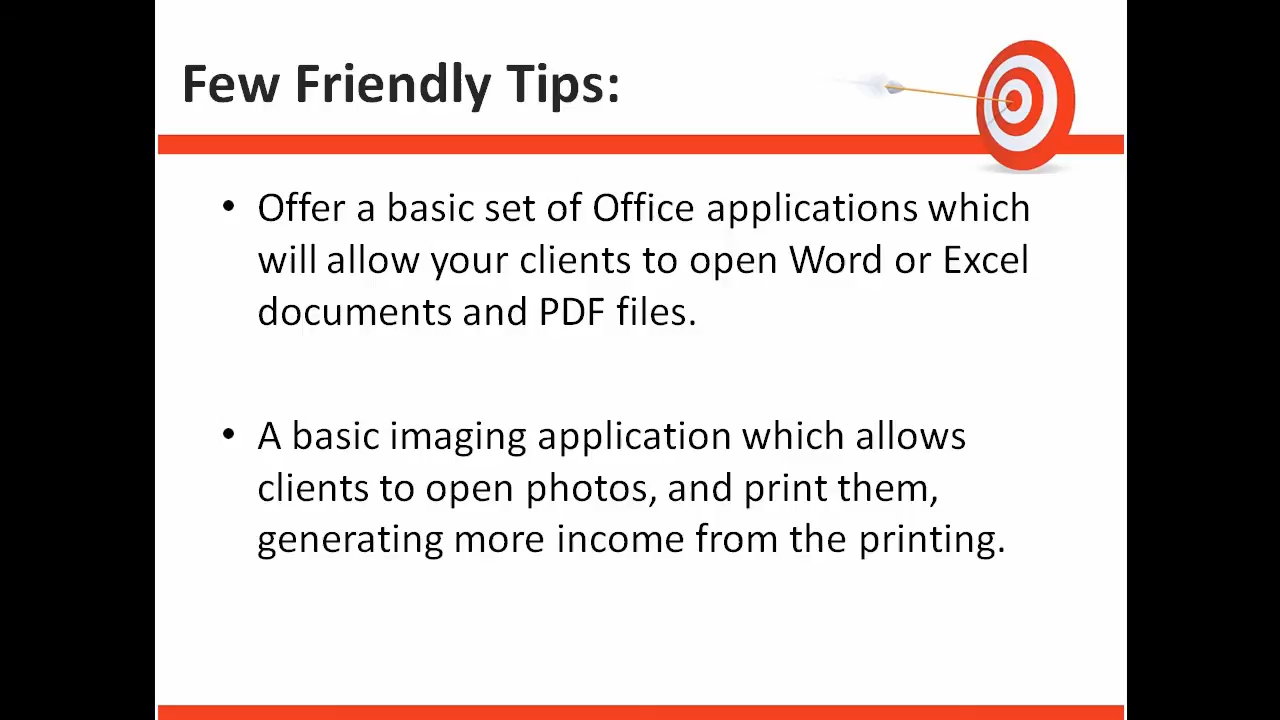 Few Friendly Tips:
• Offer a basic set of Office applications which
will allow your clients to open Word or Excel
documents and PDF files.
• A basic imaging application which allows
clients to open photos, and print them,
generating more income from the printing.